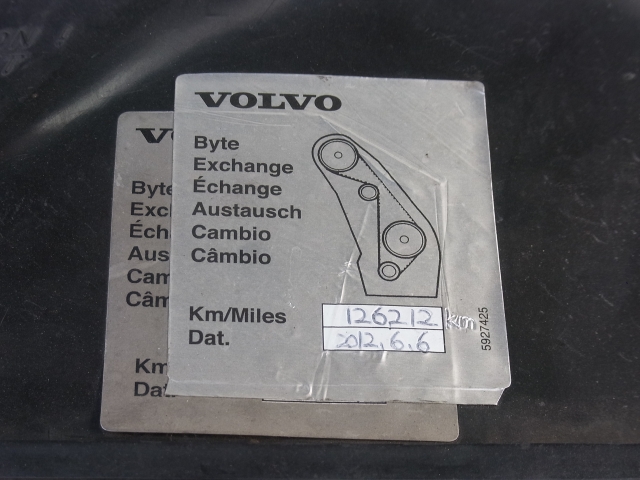 VOLVO
Byte
Exchange
Échange
Austausch
Cambio
Câmbio
Km/Miles 126212 km
Dat. 2012.6.6
5927425
V
Byte
Exc
Éch
Aus
Cam
Câm
Km
Dat